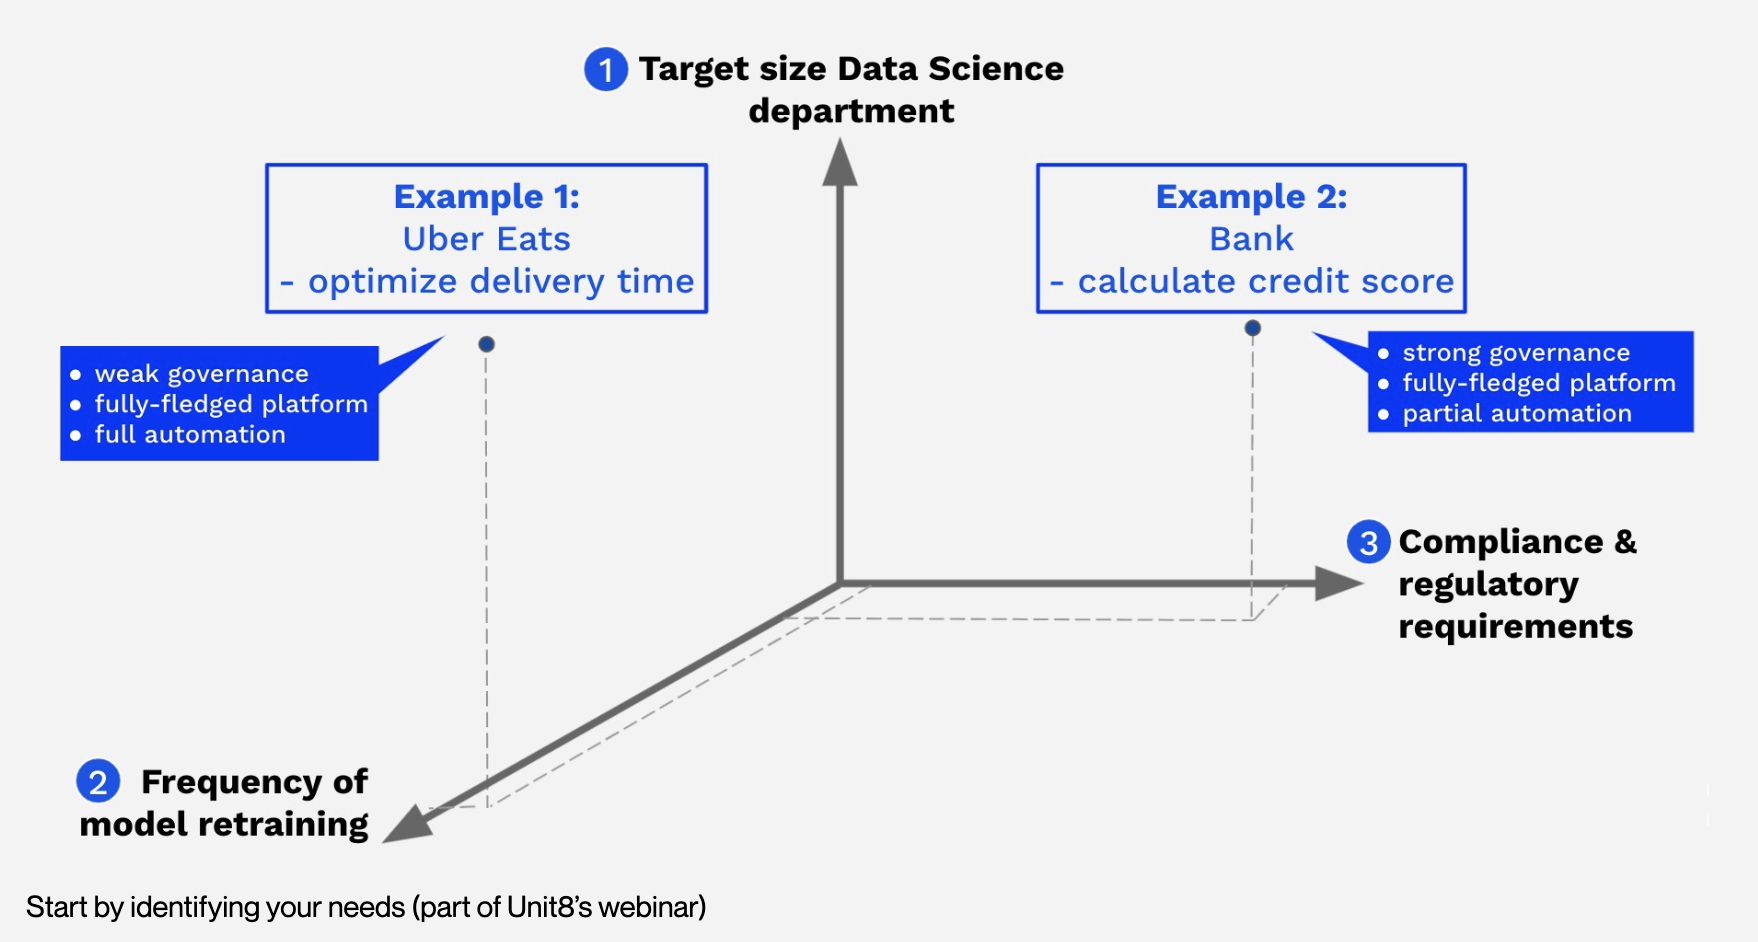 1 Target size Data Science
department
Example 1:
Uber Eats
- optimize delivery time
Example 2:
Bank
- calculate credit score
• weak governance
• fully-fledged platform
• full automation
• strong governance
• fully-fledged platform
• partial automation
3 Compliance &
regulatory
requirements
2 Frequency of
model retraining
Start by identifying your needs (part of Unit8’s webinar)